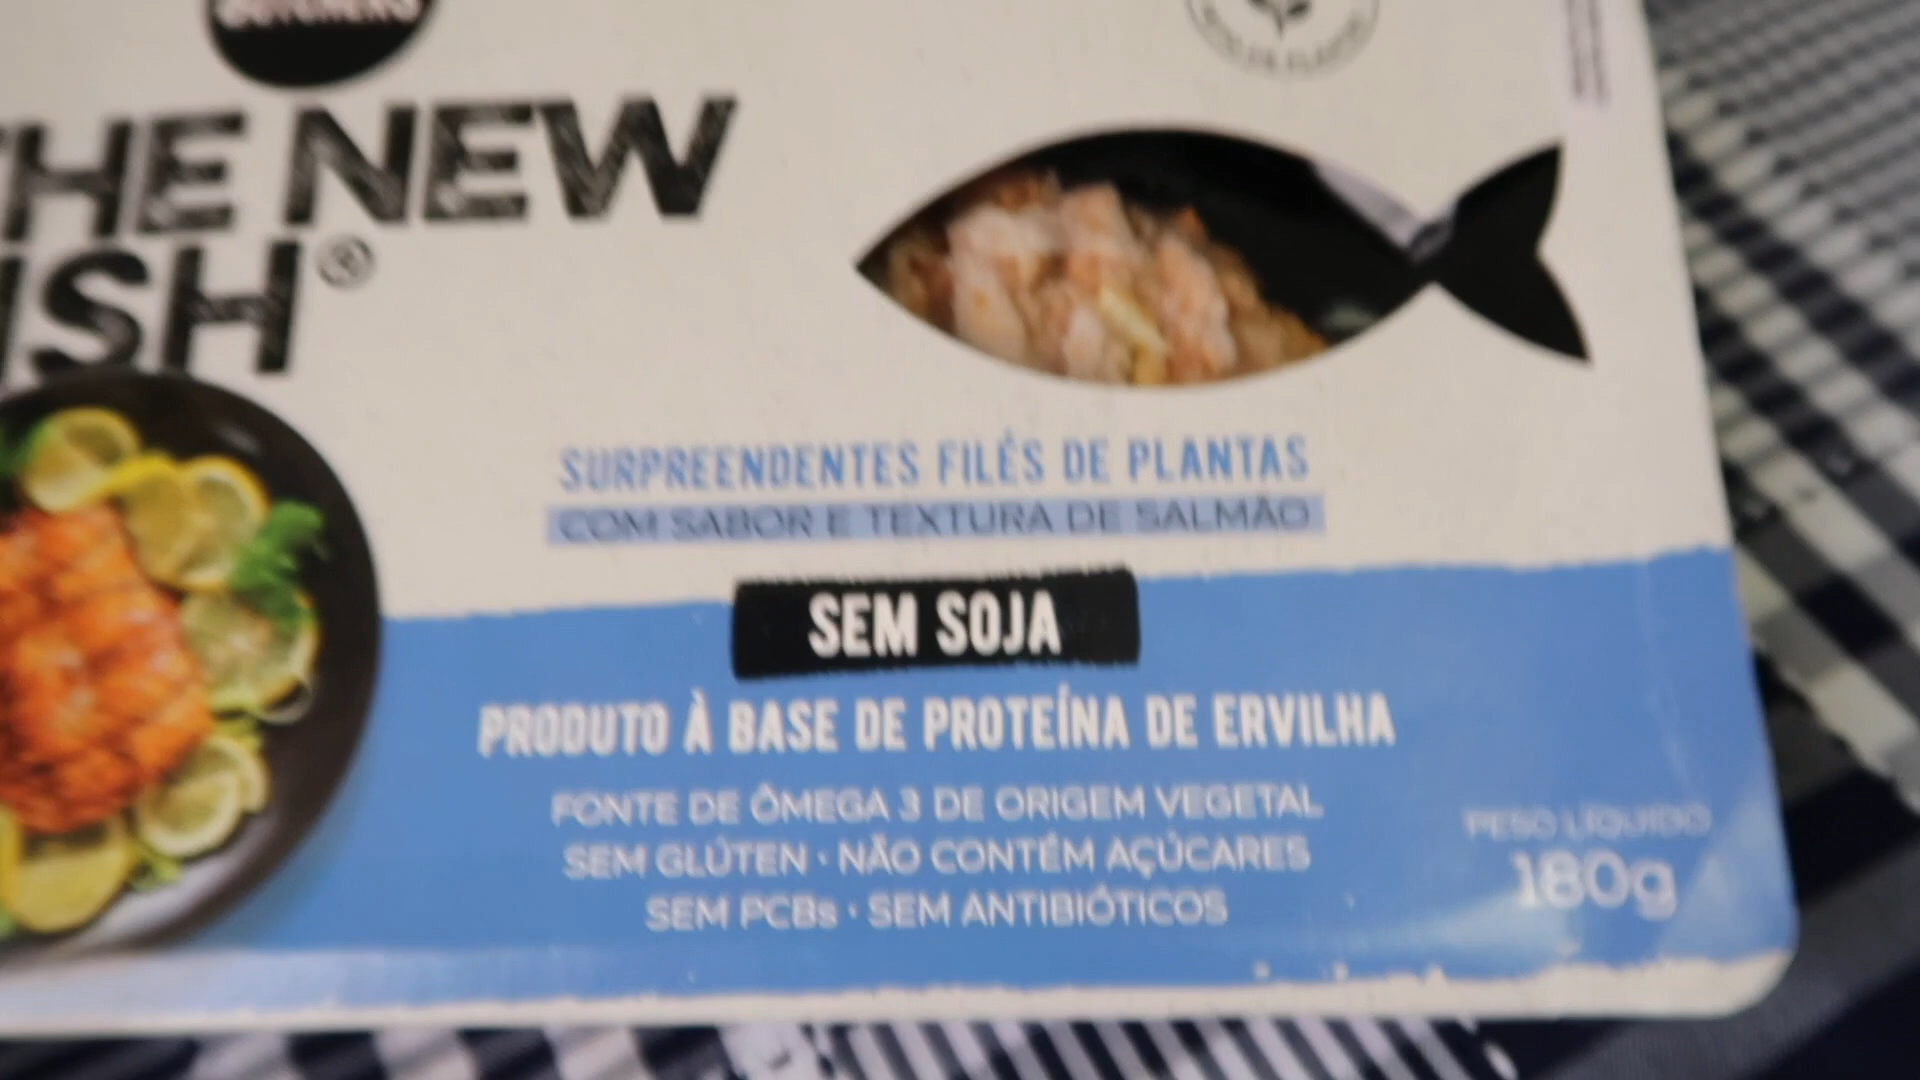 THE NEW
ISH®
SURPREENDENTES FILÉS DE PLANTAS
COM SABOR E TEXTURA DE SALMÃO
SEM SOJA
PRODUTO À BASE DE PROTEÍNA DE ERVILHA
FONTE DE ÔMEGA 3 DE ORIGEM VEGETAL
SEM GLÚTEN · NÃO CONTÉM AÇÚCARES
SEM PCBs · SEM ANTIBIÓTICOS
PESO LÍQUIDO
180g